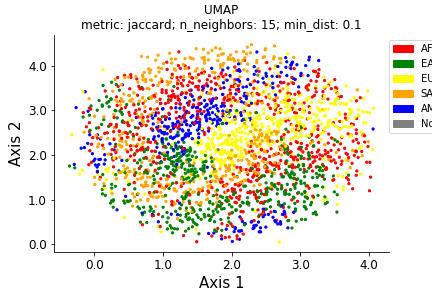 UMAP
metric: jaccard; n_neighbors: 15; min_dist: 0.1
AF
EA
EU
SA
AM
No
4.0
3.0
2.0
1.0
0.0
Axis 2
0.0 1.0 2.0 3.0 4.0
Axis 1